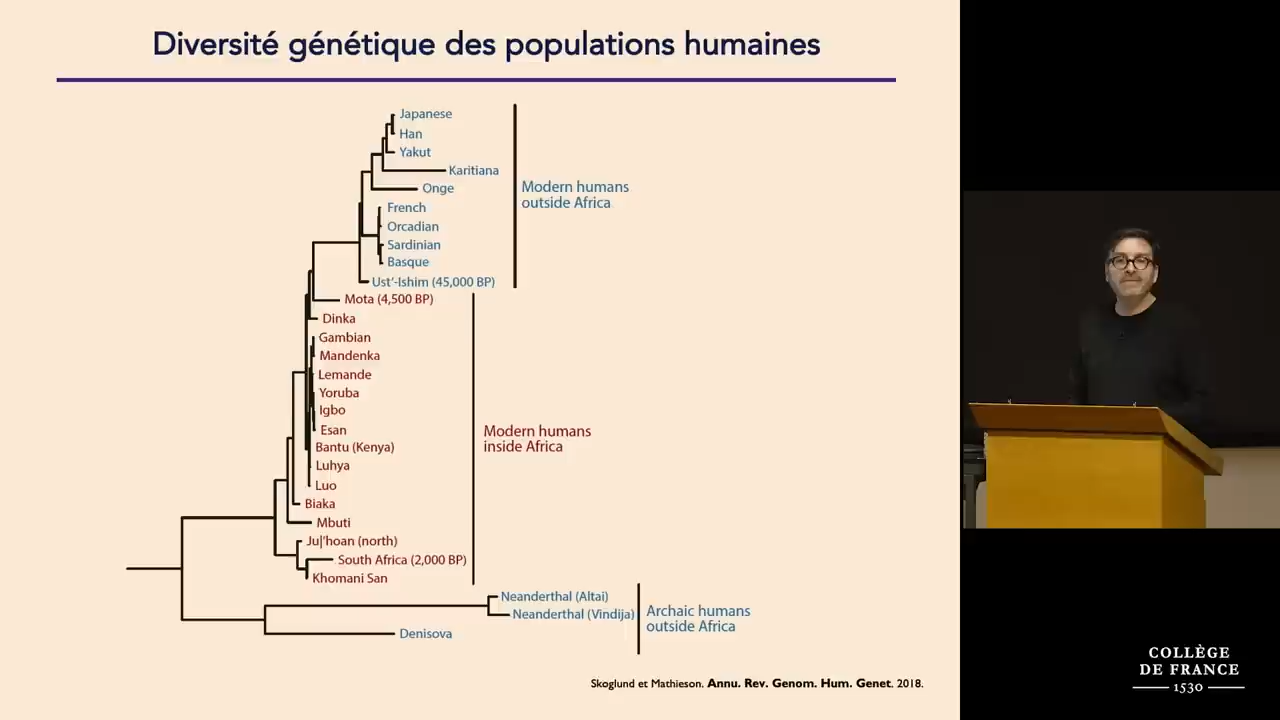 Diversité génétique des populations humaines
Japanese
Han
Yakut
Karitiana
Onge
Modern humans
outside Africa
French
Orcadian
Sardinian
Basque
Ust'-Ishim (45,000 BP)
Mota (4,500 BP)
Dinka
Gambian
Mandenka
Lemande
Yoruba
Igbo
Esan
Bantu (Kenya)
Luhya
Luo
Modern humans
inside Africa
Biaka
Mbuti
Ju|'hoan (north)
South Africa (2,000 BP)
Khomani San
Neanderthal (Altai)
Neanderthal (Vindija)
Denisova
Archaic humans
outside Africa
Skoglund et Mathieson. Annu. Rev. Genom. Hum. Genet. 2018.
COLLÈGE
DE FRANCE
1530